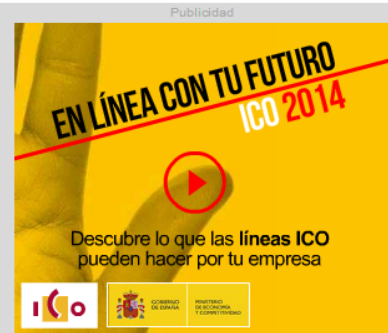 Publicidad
EN LÍNEA CON TU FUTURO
ICO 2014
Descubre lo que las líneas ICO
pueden hacer por tu empresa
ICO
GOBIERNO
DE ESPAÑA
MINISTERIO
DE ECONOMÍA
Y COMPETITIVIDAD